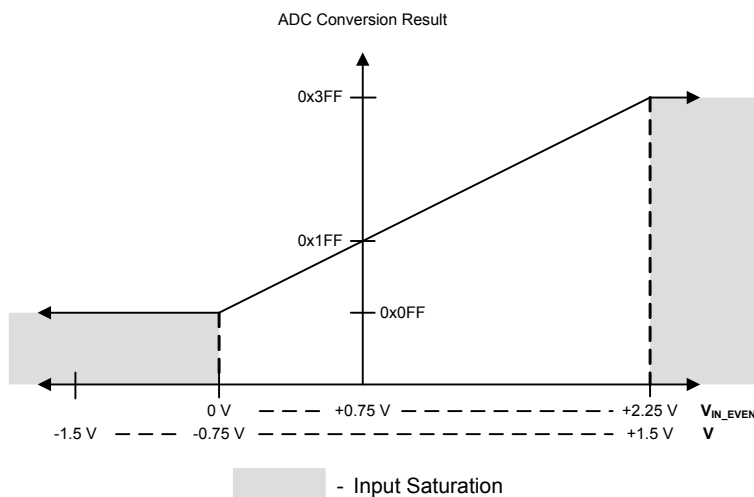 ADC Conversion Result
0x3FF
0x1FF
0x0FF
0 V +0.75 V +2.25 V VIN_EVEN
-1.5 V -0.75 V +1.5 V V
- Input Saturation